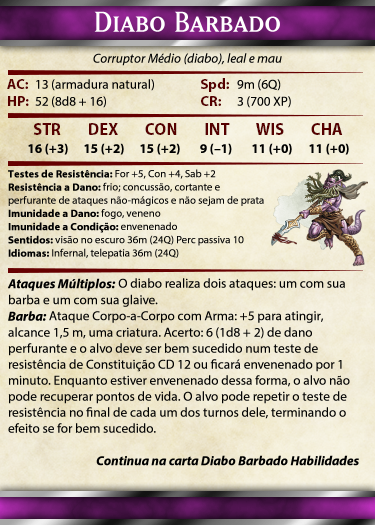 Diabo Barbado
Corruptor Médio (diabo), leal e mau
AC: 13 (armadura natural) Spd: 9m (6Q)
HP: 52 (8d8 + 16) CR: 3 (700 XP)
STR DEX CON INT WIS CHA
16 (+3) 15 (+2) 15 (+2) 9 (–1) 11 (+0) 11 (+0)
Testes de Resistência: For +5, Con +4, Sab +2
Resistência a Dano: frio; concussão, cortante e
perfurante de ataques não-mágicos e não sejam de prata
Imunidade a Dano: fogo, veneno
Imunidade a Condição: envenenado
Sentidos: visão no escuro 36m (24Q) Perc passiva 10
Idiomas: Infernal, telepatia 36m (24Q)
Ataques Múltiplos: O diabo realiza dois ataques: um com sua
barba e um com sua glaive.
Barba: Ataque Corpo-a-Corpo com Arma: +5 para atingir,
alcance 1,5 m, uma criatura. Acerto: 6 (1d8 + 2) de dano
perfurante e o alvo deve ser bem sucedido num teste de
resistência de Constituição CD 12 ou ficará envenenado por 1
minuto. Enquanto estiver envenenado dessa forma, o alvo não
pode recuperar pontos de vida. O alvo pode repetir o teste de
resistência no final de cada um dos turnos dele, terminando o
efeito se for bem sucedido.
Continua na carta Diabo Barbado Habilidades